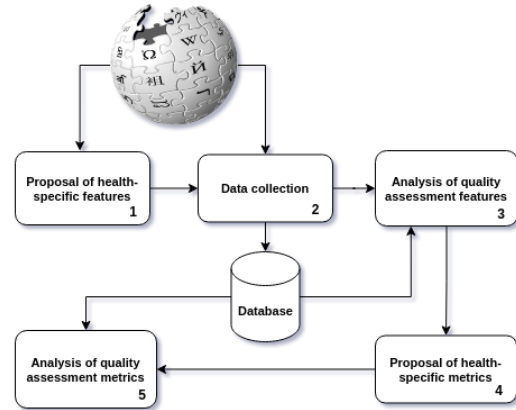 Ω
W
И
祖
Proposal of health-
specific features
1
Data collection
2
Analysis of quality
assessment features
3
Database
Analysis of quality
assessment metrics
5
Proposal of health-
specific metrics
4